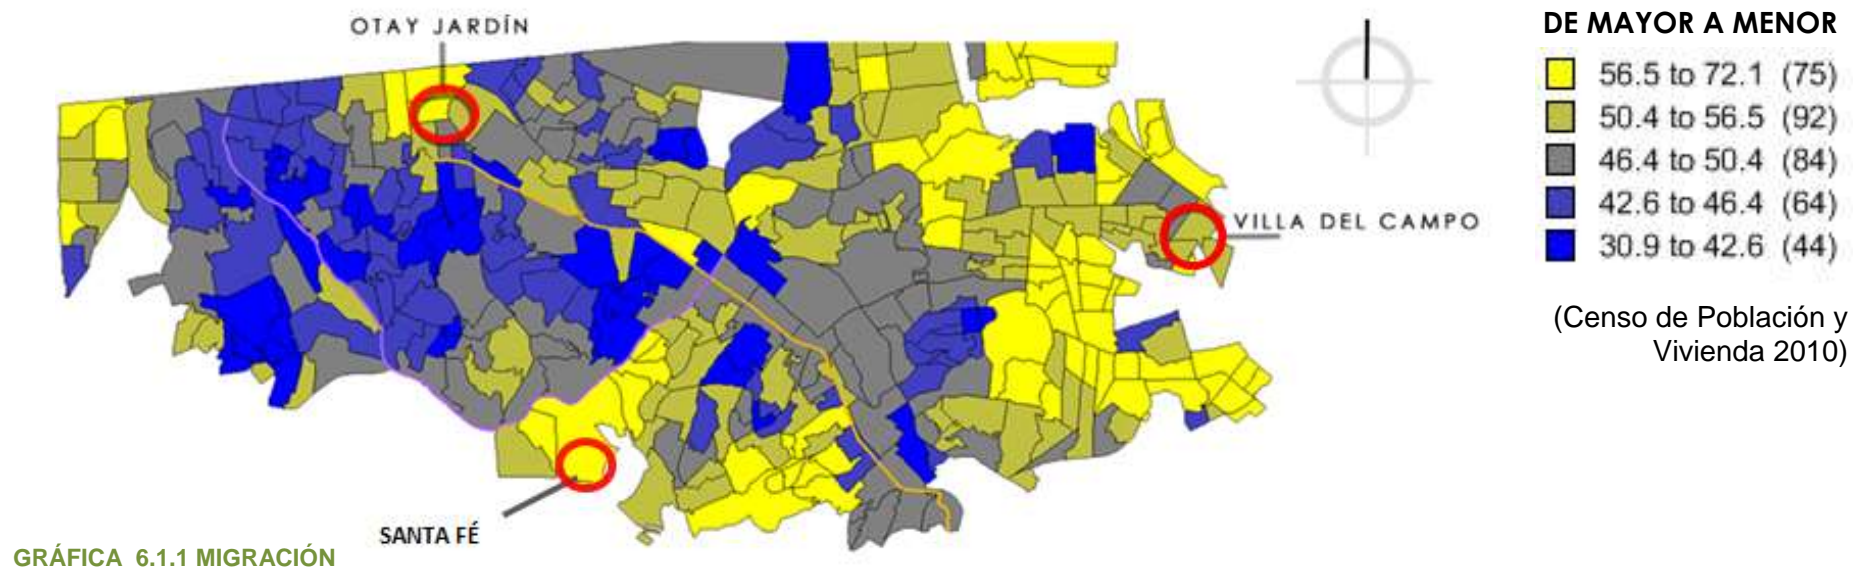 OTAY JARDÍN
DE MAYOR A MENOR
56.5 to 72.1 (75)
50.4 to 56.5 (92)
46.4 to 50.4 (84)
42.6 to 46.4 (64)
30.9 to 42.6 (44)
VILLA DEL CAMPO
(Censo de Población y
Vivienda 2010)
SANTA FÉ
GRÁFICA 6.1.1 MIGRACIÓN